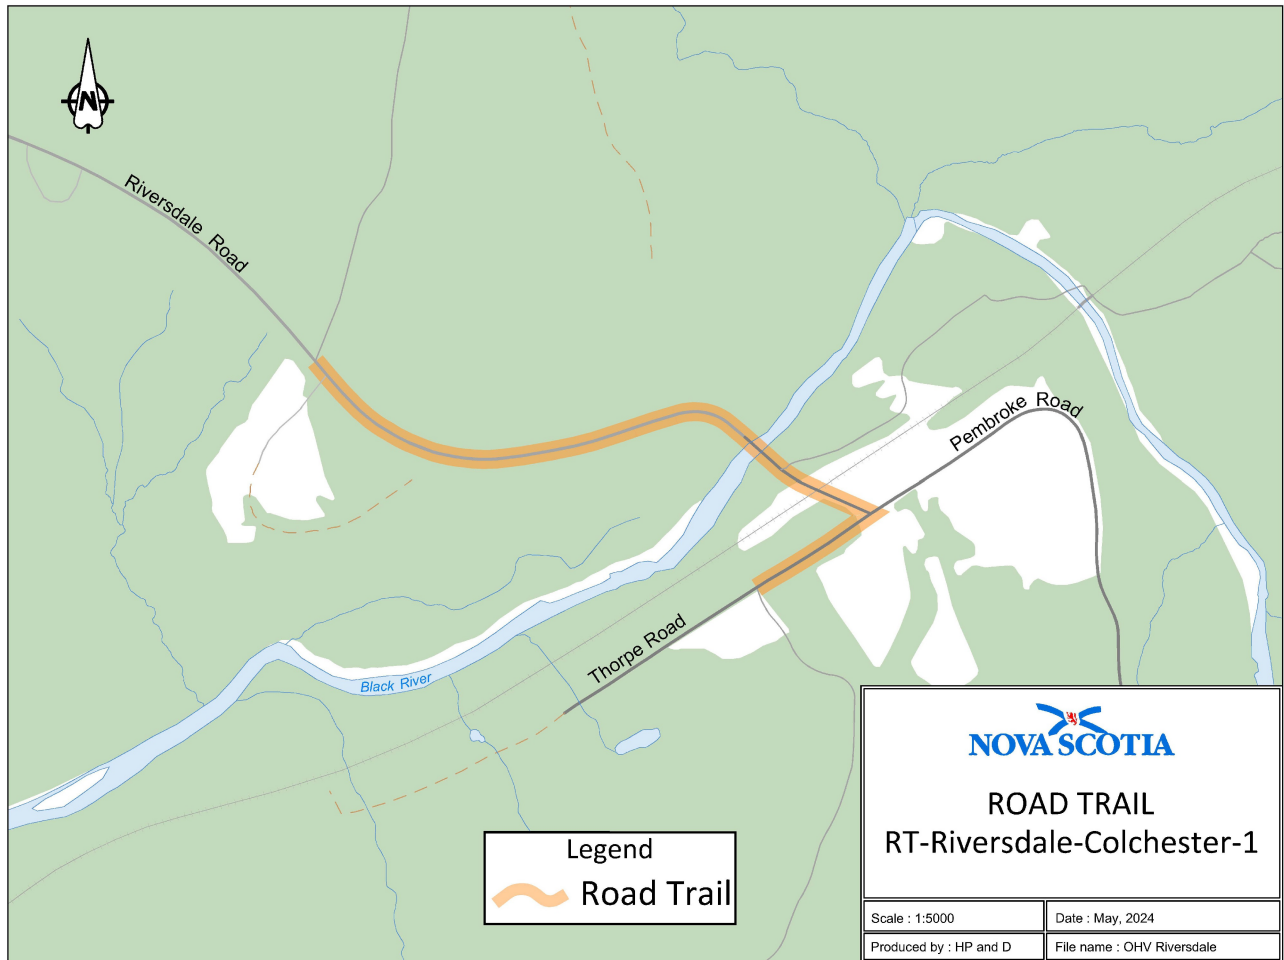 N
Riversdale Road
Pembroke Road
Thorpe Road
Black River
NOVA SCOTIA
ROAD TRAIL
RT-Riversdale-Colchester-1
Legend
Road Trail
Scale : 1:5000
Date : May, 2024
Produced by : HP and D
File name : OHV Riversdale